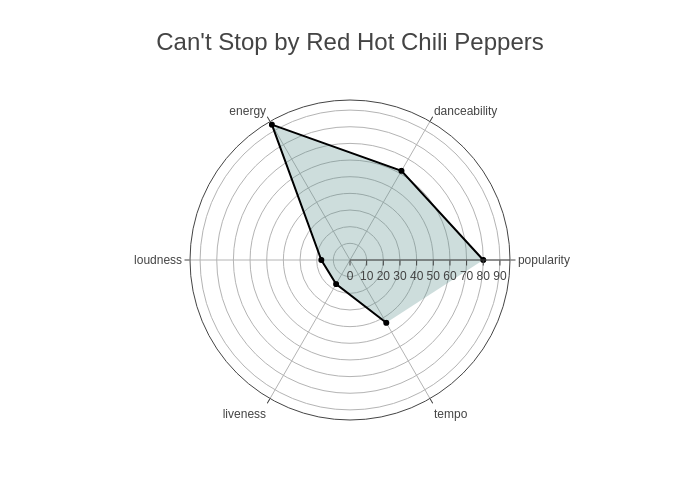 Can't Stop by Red Hot Chili Peppers
energy
danceability
loudness
popularity
0 10 20 30 40 50 60 70 80 90
liveness
tempo